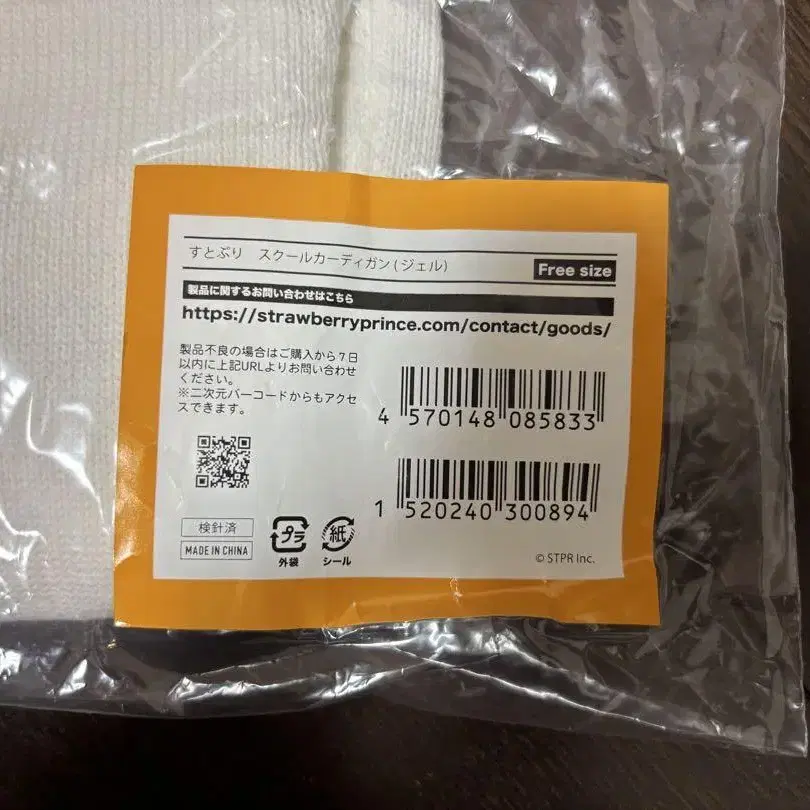 すとぷり　スクールカーディガン(ジェル)
Free size
製品に関するお問い合わせはこちら
https://strawberryprince.com/contact/goods/
製品不良の場合はご購入から7日
以内に上記URLよりお問い合わせ
ください。
※二次元バーコードからもアクセ
スできます。
4 570148 085833
1 520240 300894
検針済
MADE IN CHINA
プラ
外袋
紙
シール
© STPR Inc.